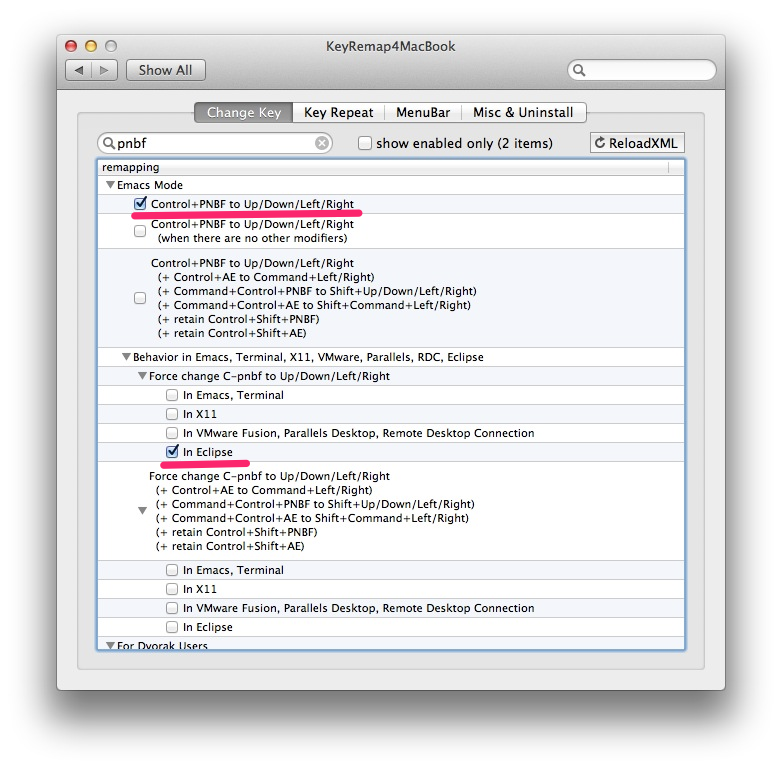 KeyRemap4MacBook
Show All
Change Key
Key Repeat
MenuBar
Misc & Uninstall
pnbf
show enabled only (2 items)
ReloadXML
remapping
Emacs Mode
Control+PNBF to Up/Down/Left/Right
Control+PNBF to Up/Down/Left/Right
(when there are no other modifiers)
Control+PNBF to Up/Down/Left/Right
(+ Control+AE to Command+Left/Right)
(+ Command+Control+PNBF to Shift+Up/Down/Left/Right)
(+ Command+Control+AE to Shift+Command+Left/Right)
(+ retain Control+Shift+PNBF)
(+ retain Control+Shift+AE)
Behavior in Emacs, Terminal, X11, VMware, Parallels, RDC, Eclipse
Force change C-pnbf to Up/Down/Left/Right
In Emacs, Terminal
In X11
In VMware Fusion, Parallels Desktop, Remote Desktop Connection
In Eclipse
Force change C-pnbf to Up/Down/Left/Right
(+ Control+AE to Command+Left/Right)
(+ Command+Control+PNBF to Shift+Up/Down/Left/Right)
(+ Command+Control+AE to Shift+Command+Left/Right)
(+ retain Control+Shift+PNBF)
(+ retain Control+Shift+AE)
In Emacs, Terminal
In X11
In VMware Fusion, Parallels Desktop, Remote Desktop Connection
In Eclipse
For Dvorak Users